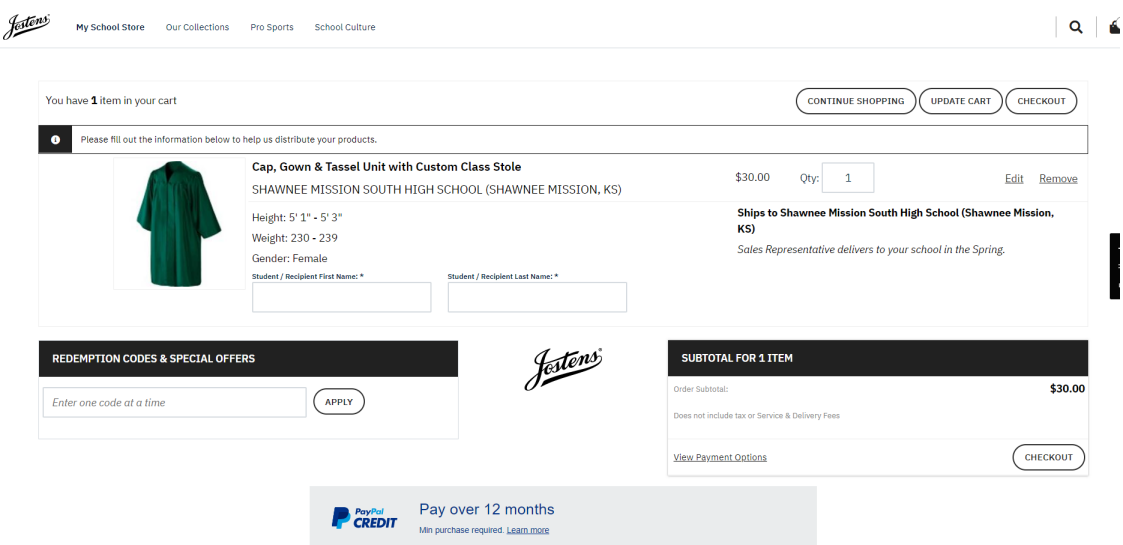 Jostens
My School Store Our Collections Pro Sports School Culture
You have 1 item in your cart
CONTINUE SHOPPING UPDATE CART CHECKOUT
Please fill out the information below to help us distribute your products.
Cap, Gown & Tassel Unit with Custom Class Stole
$30.00 Qty: 1 Edit Remove
SHAWNEE MISSION SOUTH HIGH SCHOOL (SHAWNEE MISSION, KS)
Height: 5' 1" - 5' 3"
Weight: 230 - 239
Gender: Female
Ships to Shawnee Mission South High School (Shawnee Mission,
KS)
Sales Representative delivers to your school in the Spring.
Student / Recipient First Name: * Student / Recipient Last Name: *
REDEMPTION CODES & SPECIAL OFFERS
Enter one code at a time APPLY
Jostens
SUBTOTAL FOR 1 ITEM
Order Subtotal: $30.00
Does not include tax or Service & Delivery Fees
View Payment Options CHECKOUT
PayPal
CREDIT
Pay over 12 months
Min purchase required. Learn more